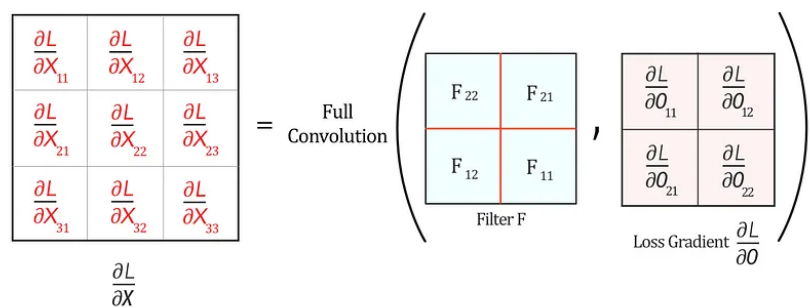 ∂L/∂X₁₁ ∂L/∂X₁₂ ∂L/∂X₁₃
∂L/∂X₂₁ ∂L/∂X₂₂ ∂L/∂X₂₃
∂L/∂X₃₁ ∂L/∂X₃₂ ∂L/∂X₃₃
∂L/∂X
=
Full
Convolution
(
F₂₂ F₂₁
F₁₂ F₁₁
Filter F
,
∂L/∂O₁₁ ∂L/∂O₁₂
∂L/∂O₂₁ ∂L/∂O₂₂
Loss Gradient ∂L/∂O
)